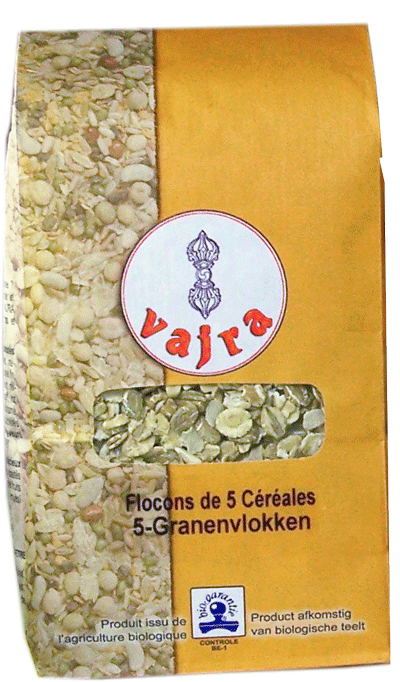 vajra
Flocons de 5 Céréales
5-Granenvlokken
Produit issu de
l'agriculture biologique
biogarantie
CONTROLE
BE-1
Product afkomstig
van biologische teelt